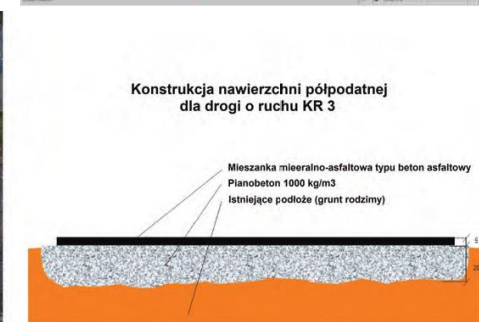 Konstrukcja nawierzchni półpodatnej
dla drogi o ruchu KR 3
Mieszanka mieeralno-asfaltowa typu beton asfaltowy
Pianobeton 1000 kg/m3
Istniejące podłoże (grunt rodzimy)
5